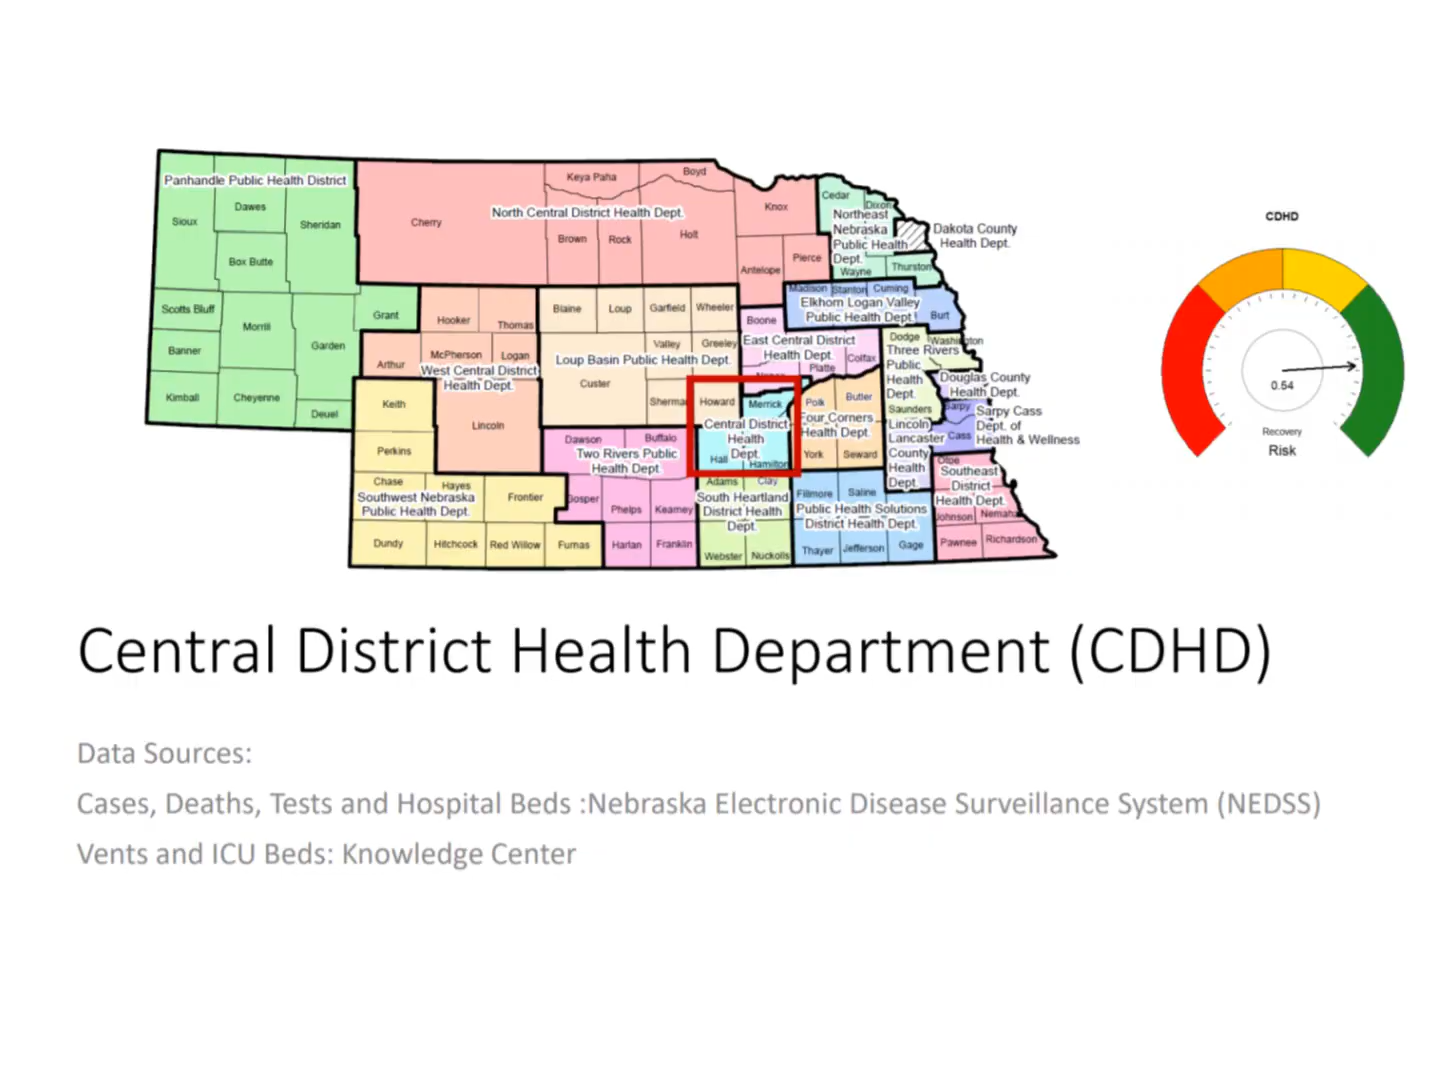 Panhandle Public Health District
Sioux
Dawes
Sheridan
Box Butte
Scotts Bluff
Morrill
Banner
Garden
Kimball
Cheyenne
Deuel
Grant
Cherry
Keya Paha
Boyd
North Central District Health Dept.
Brown
Rock
Holt
Knox
Antelope
Pierce
Cedar
Dixon
Northeast
Nebraska
Public Health
Dept.
Wayne
Thurston
Dakota County
Health Dept.
Hooker
Thomas
Arthur
McPherson
Logan
West Central District
Health Dept.
Lincoln
Blaine
Loup
Garfield
Wheeler
Valley
Greeley
Loup Basin Public Health Dept.
Custer
Sherman
Madison
Stanton
Cuming
Elkhorn Logan Valley
Public Health Dept.
Burt
Boone
East Central District
Health Dept.
Colfax
Platte
Dodge
Washington
Three Rivers
Public
Health
Dept.
Saunders
Douglas County
Health Dept.
Sarpy
Sarpy Cass
Dept. of
Health & Wellness
Cass
Keith
Perkins
Chase
Hayes
Frontier
Southwest Nebraska
Public Health Dept.
Dundy
Hitchcock
Red Willow
Furnas
Dawson
Buffalo
Two Rivers Public
Health Dept.
Gosper
Phelps
Kearney
Harlan
Franklin
Howard
Merrick
Central District
Health
Dept.
Hall
Hamilton
Polk
Butler
Four Corners
Health Dept.
York
Seward
Lincoln
Lancaster
County
Health
Dept.
Adams
Clay
South Heartland
District Health
Dept.
Webster
Nuckolls
Fillmore
Saline
Public Health Solutions
District Health Dept.
Thayer
Jefferson
Gage
Otoe
Southeast
District
Health Dept.
Johnson
Nemaha
Pawnee
Richardson
CDHD
0.54
Recovery
Risk
Central District Health Department (CDHD)
Data Sources:
Cases, Deaths, Tests and Hospital Beds :Nebraska Electronic Disease Surveillance System (NEDSS)
Vents and ICU Beds: Knowledge Center